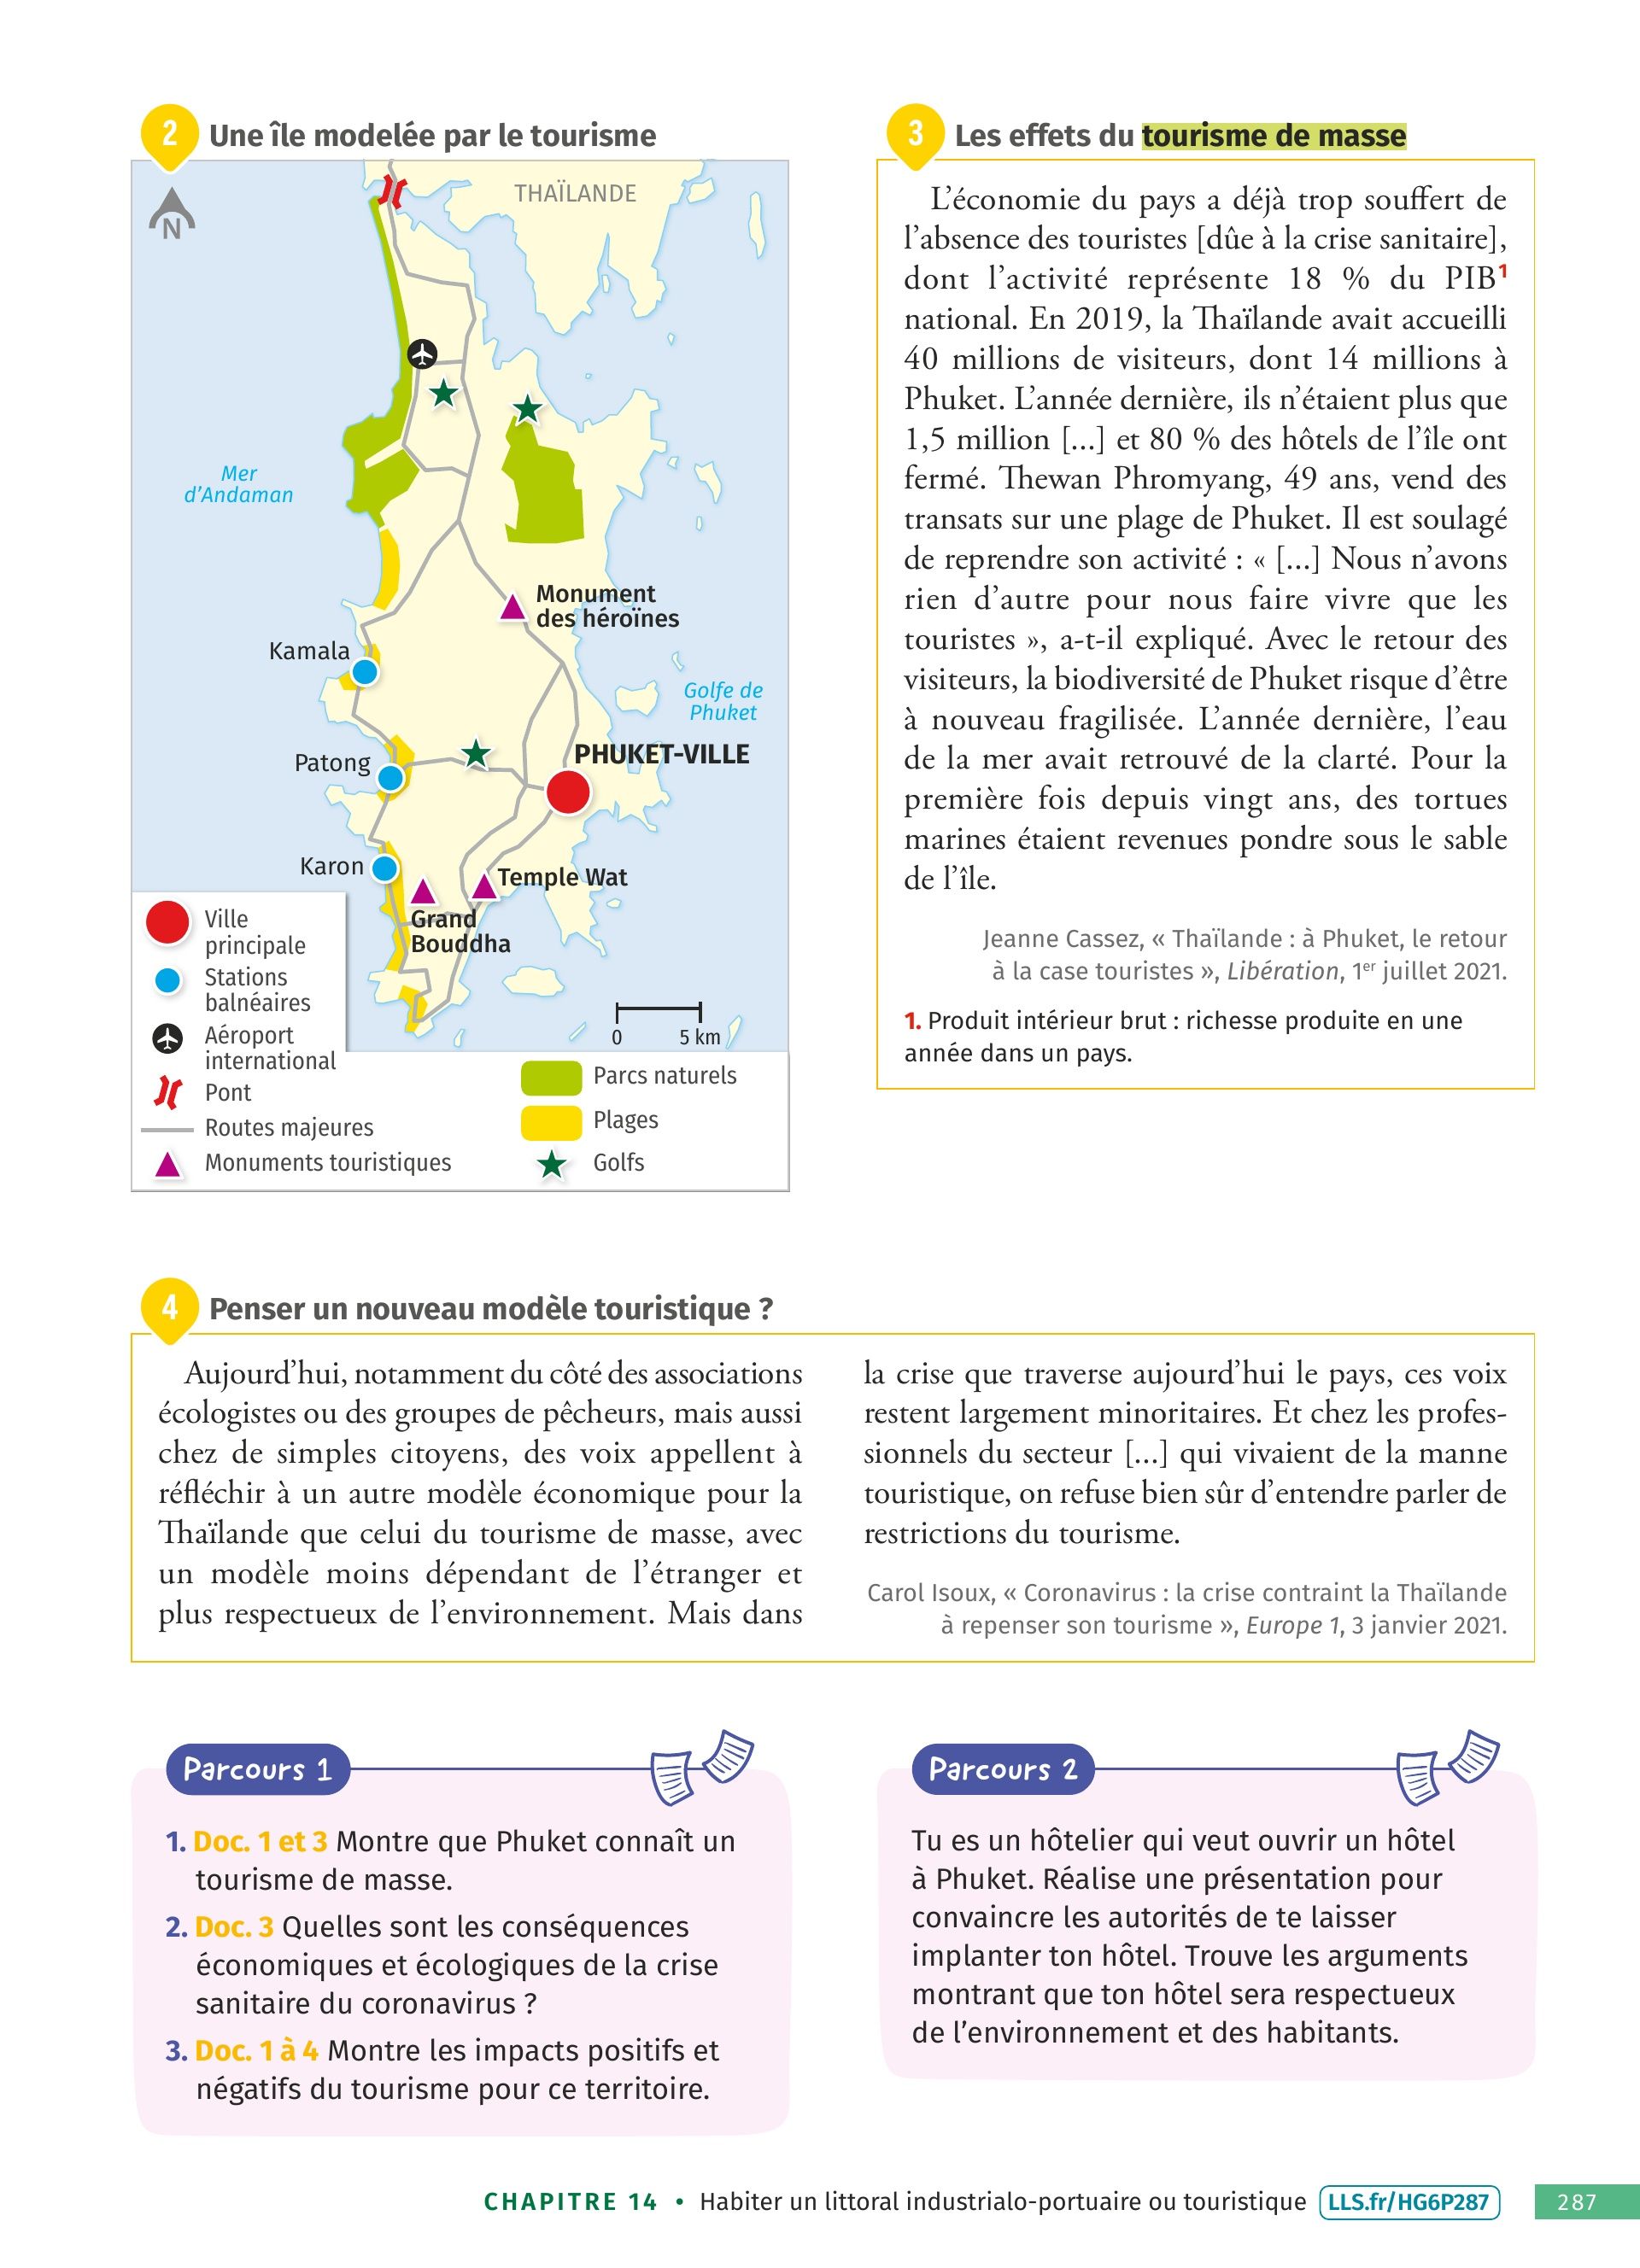 2 Une île modelée par le tourisme
THAÏLANDE
N
Mer
d’Andaman
Monument
des héroïnes
Kamala
Golfe de
Phuket
Patong
PHUKET-VILLE
Karon
Temple Wat
Grand
Bouddha
0 5 km
Ville
principale
Stations
balnéaires
Aéroport
international
Pont
Routes majeures
Monuments touristiques
Parcs naturels
Plages
Golfs
3 Les effets du tourisme de masse
L’économie du pays a déjà trop souffert de
l’absence des touristes [dûe à la crise sanitaire],
dont l’activité représente 18 % du PIB1
national. En 2019, la Thaïlande avait accueilli
40 millions de visiteurs, dont 14 millions à
Phuket. L’année dernière, ils n’étaient plus que
1,5 million [...] et 80 % des hôtels de l’île ont
fermé. Thewan Phromyang, 49 ans, vend des
transats sur une plage de Phuket. Il est soulagé
de reprendre son activité : « [...] Nous n’avons
rien d’autre pour nous faire vivre que les
touristes », a-t-il expliqué. Avec le retour des
visiteurs, la biodiversité de Phuket risque d’être
à nouveau fragilisée. L’année dernière, l’eau
de la mer avait retrouvé de la clarté. Pour la
première fois depuis vingt ans, des tortues
marines étaient revenues pondre sous le sable
de l’île.
Jeanne Cassez, « Thaïlande : à Phuket, le retour
à la case touristes », Libération, 1er juillet 2021.
1. Produit intérieur brut : richesse produite en une
année dans un pays.
4 Penser un nouveau modèle touristique ?
Aujourd’hui, notamment du côté des associations
écologistes ou des groupes de pêcheurs, mais aussi
chez de simples citoyens, des voix appellent à
réfléchir à un autre modèle économique pour la
Thaïlande que celui du tourisme de masse, avec
un modèle moins dépendant de l’étranger et
plus respectueux de l’environnement. Mais dans
la crise que traverse aujourd’hui le pays, ces voix
restent largement minoritaires. Et chez les profes-
sionnels du secteur [...] qui vivaient de la manne
touristique, on refuse bien sûr d’entendre parler de
restrictions du tourisme.
Carol Isoux, « Coronavirus : la crise contraint la Thaïlande
à repenser son tourisme », Europe 1, 3 janvier 2021.
Parcours 1
1. Doc. 1 et 3 Montre que Phuket connaît un
tourisme de masse.
2. Doc. 3 Quelles sont les conséquences
économiques et écologiques de la crise
sanitaire du coronavirus ?
3. Doc. 1 à 4 Montre les impacts positifs et
négatifs du tourisme pour ce territoire.
Parcours 2
Tu es un hôtelier qui veut ouvrir un hôtel
à Phuket. Réalise une présentation pour
convaincre les autorités de te laisser
implanter ton hôtel. Trouve les arguments
montrant que ton hôtel sera respectueux
de l’environnement et des habitants.
CHAPITRE 14 • Habiter un littoral industrialo-portuaire ou touristique LLS.fr/HG6P287 287